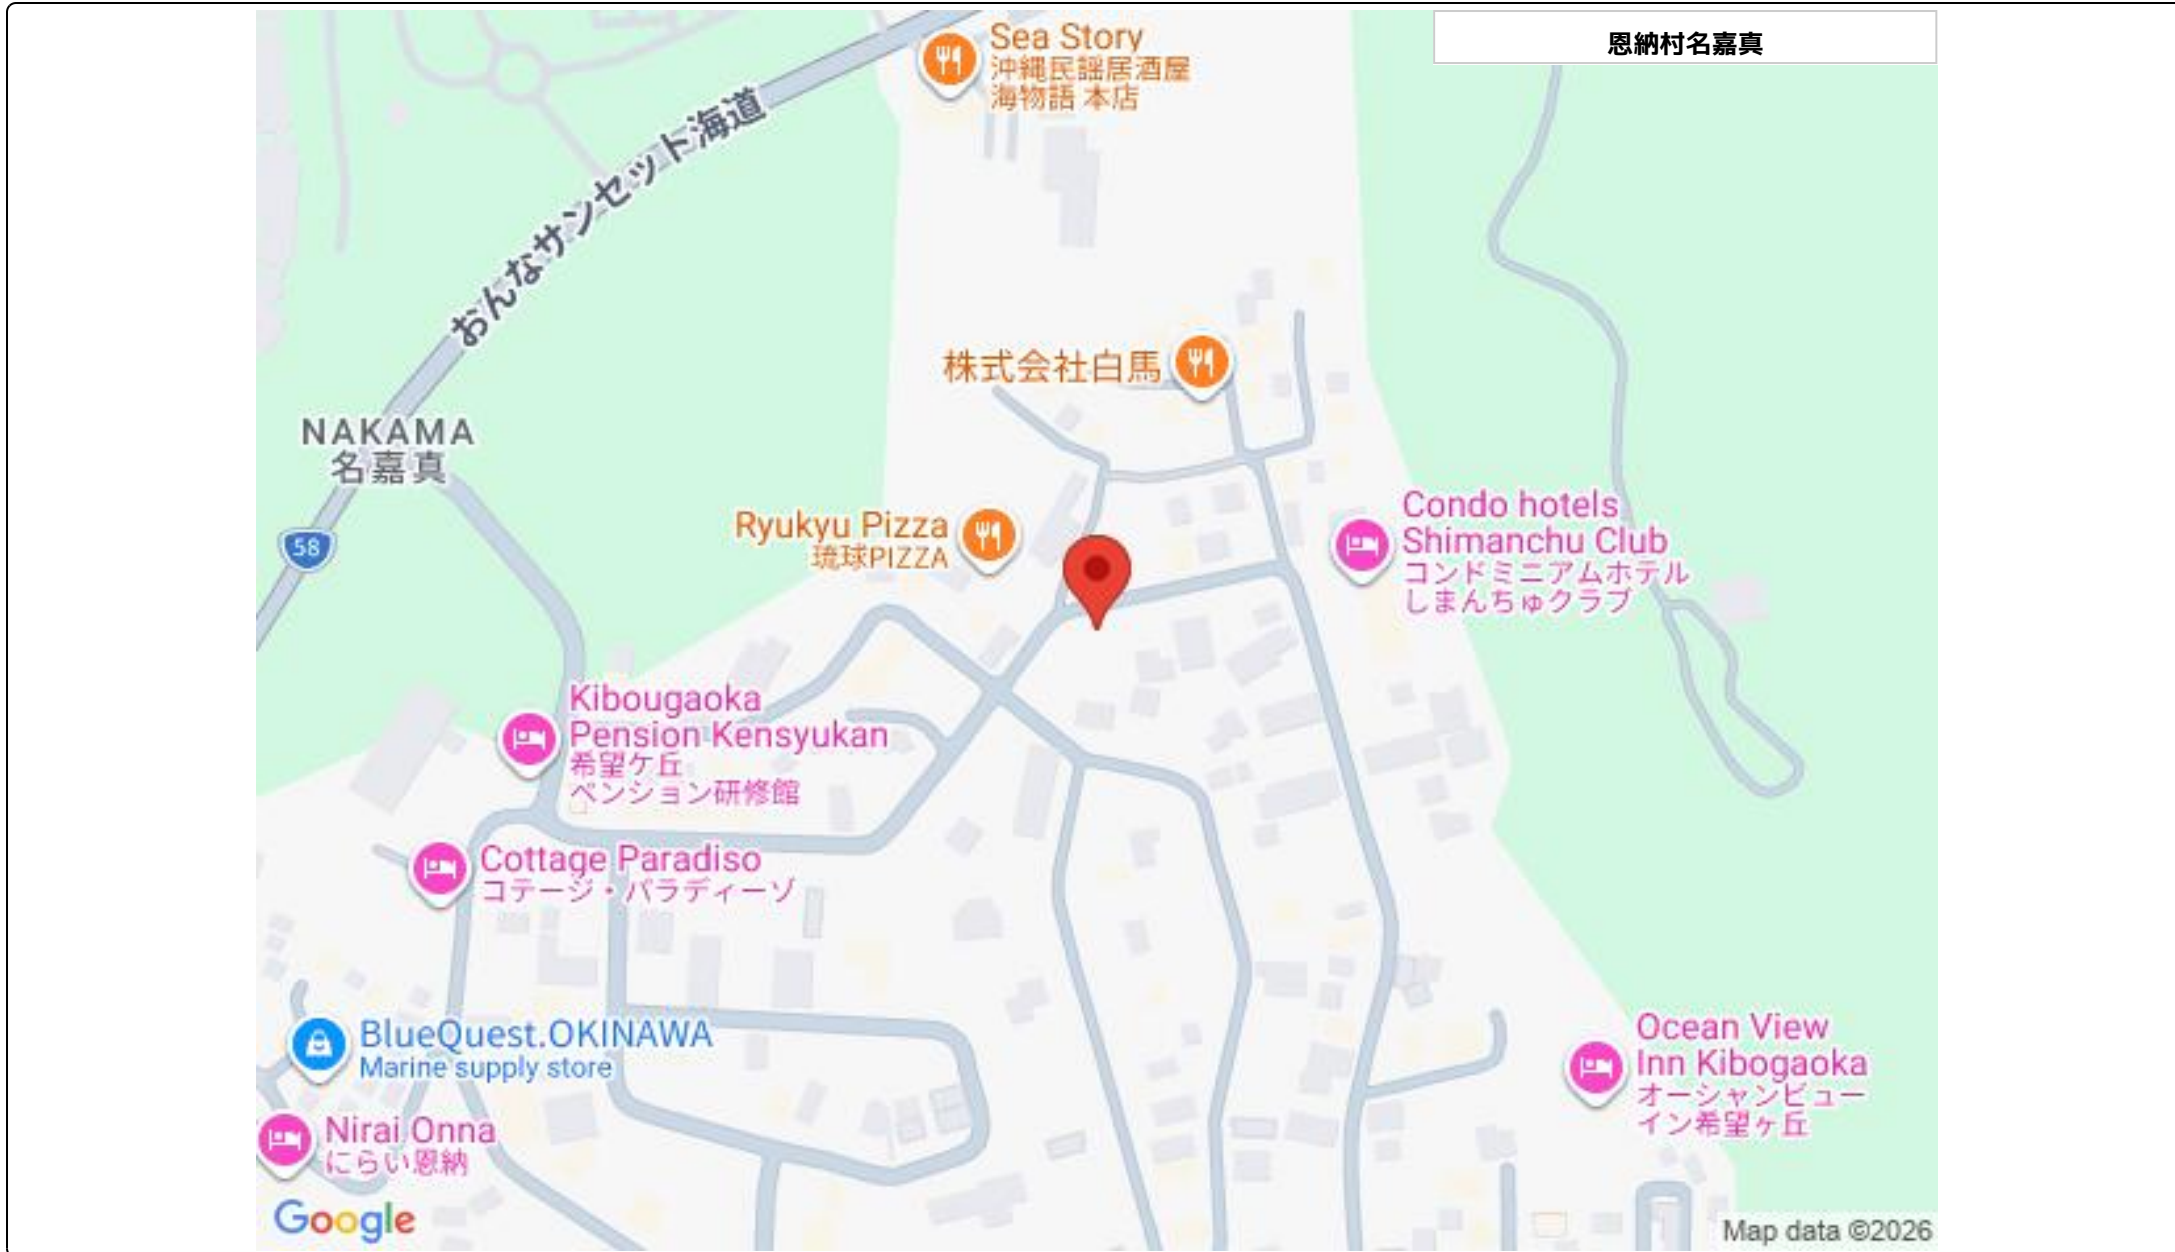 恩納村名嘉真
Sea Story
沖縄民謡居酒屋
海物語 本店
おんなサンセット海道
株式会社白馬
NAKAMA
名嘉真
58
Ryukyu Pizza
琉球PIZZA
Condo hotels
Shimanchu Club
コンドミニアムホテル
しまんちゅクラブ
Kibougaoka
Pension Kensyukan
希望ケ丘
ペンション研修館
Cottage Paradiso
コテージ・パラディーゾ
BlueQuest.OKINAWA
Marine supply store
Ocean View
Inn Kibogaoka
オーシャンビュー
イン希望ヶ丘
Nirai Onna
にらい恩納
Google
Map data ©2026